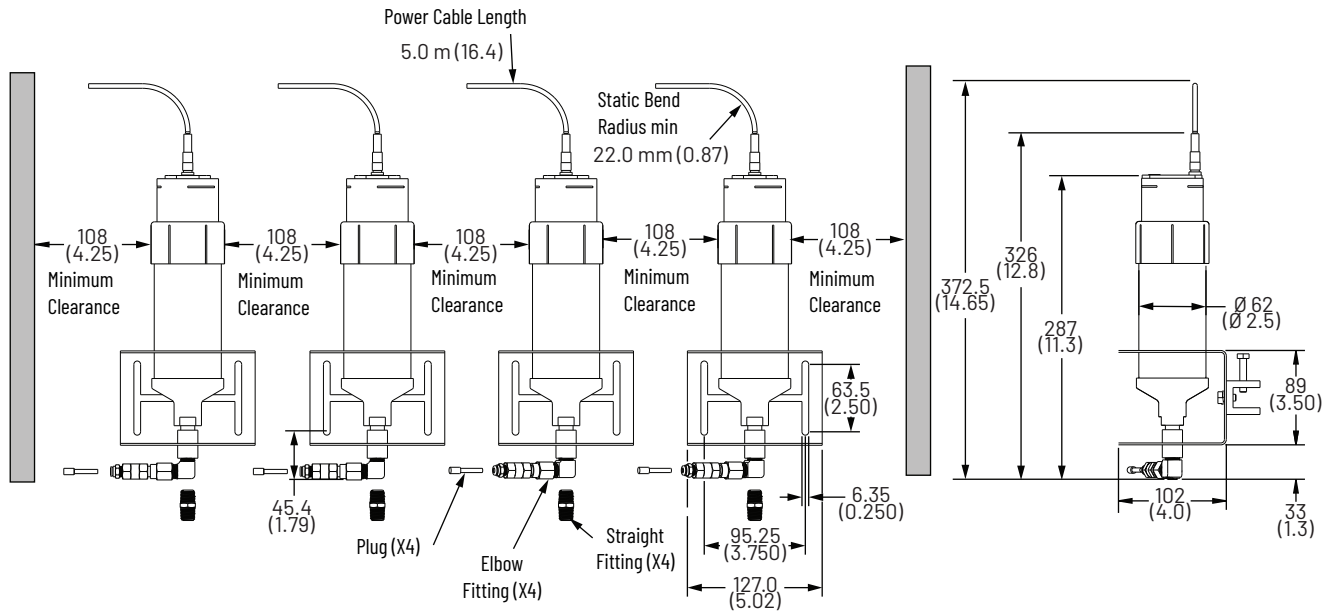 Power Cable Length
5.0 m (16.4)
Static Bend
Radius min
22.0 mm (0.87)
108
(4.25)
Minimum
Clearance
108
(4.25)
Minimum
Clearance
108
(4.25)
Minimum
Clearance
108
(4.25)
Minimum
Clearance
108
(4.25)
Minimum
Clearance
372.5
(14.65)
326
(12.8)
287
(11.3)
Ø 62
(Ø 2.5)
63.5
(2.50)
89
(3.50)
45.4
(1.79)
Plug (X4)
Elbow
Fitting (X4)
Straight
Fitting (X4)
6.35
(0.250)
95.25
(3.750)
127.0
(5.02)
102
(4.0)
33
(1.3)